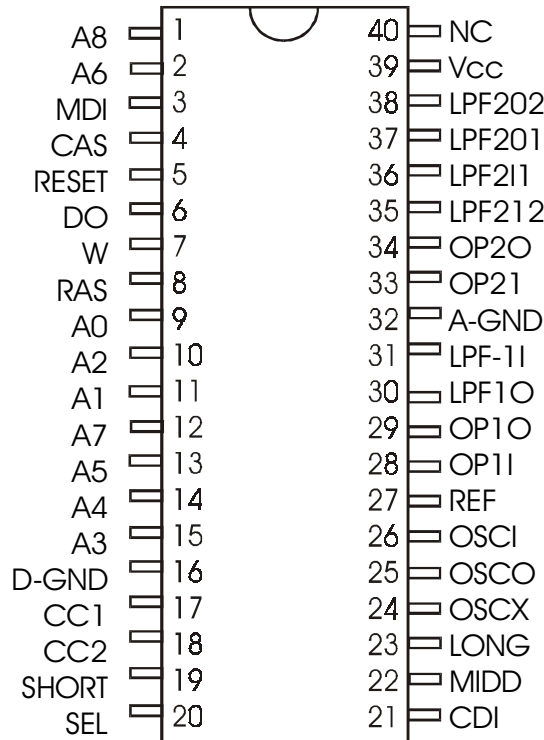 A8 1 40 NC
A6 2 39 Vcc
MDI 3 38 LPF202
CAS 4 37 LPF201
RESET 5 36 LPF2I1
DO 6 35 LPF212
W 7 34 OP2O
RAS 8 33 OP21
A0 9 32 A-GND
A2 10 31 LPF-1I
A1 11 30 LPF1O
A7 12 29 OP1O
A5 13 28 OP1I
A4 14 27 REF
A3 15 26 OSCI
D-GND 16 25 OSCO
CC1 17 24 OSCX
CC2 18 23 LONG
SHORT 19 22 MIDD
SEL 20 21 CDI